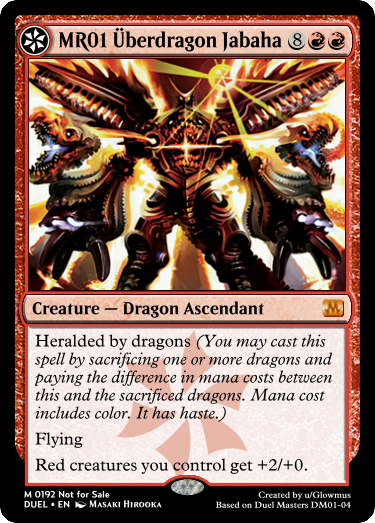 MR01 Überdragon Jabaha 8
Creature — Dragon Ascendant
Heralded by dragons (You may cast this
spell by sacrificing one or more dragons and
paying the difference in mana costs between
this and the sacrificed dragons. Mana cost
includes color. It has haste.)
Flying
Red creatures you control get +2/+0.
M 0192 Not for Sale
DUEL • EN Masaki Hirooka
Created by u/Glowmus
Based on Duel Masters DM01-04